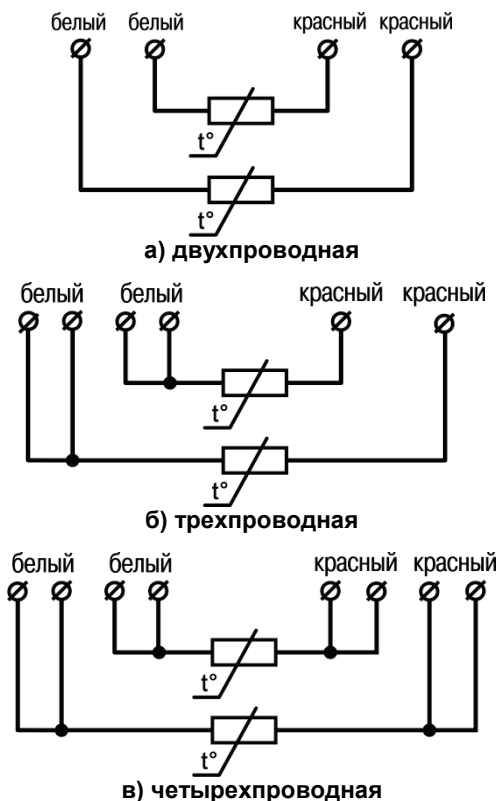 белый белый красный красный
t°
t°
а) двухпроводная
белый белый красный красный
t°
t°
б) трехпроводная
белый белый красный красный
t°
t°
в) четырехпроводная